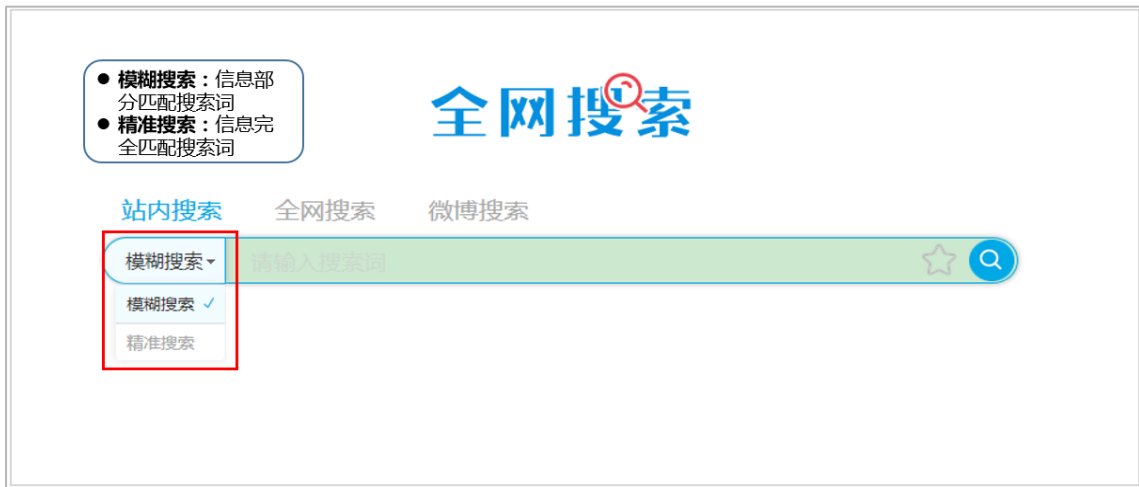 ● 模糊搜索：信息部
分匹配搜索词
● 精准搜索：信息完
全匹配搜索词
全网搜索
站内搜索 全网搜索 微博搜索
模糊搜索 请输入搜索词
模糊搜索
精准搜索